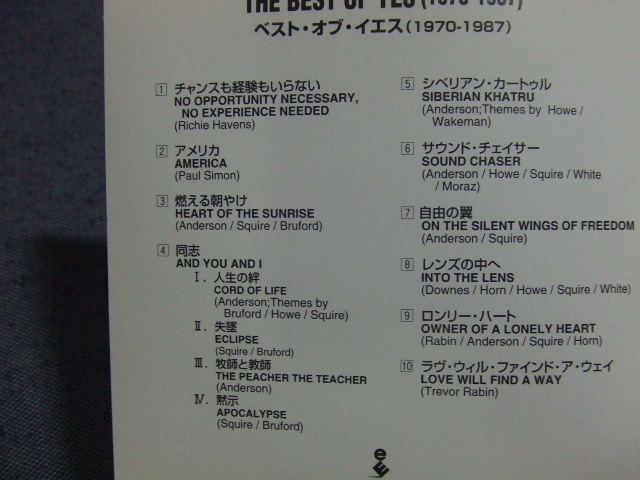 THE BEST OF YES (1970-1987)
ベスト・オブ・イエス(1970-1987)
1 チャンスも経験もいらない
NO OPPORTUNITY NECESSARY,
NO EXPERIENCE NEEDED
(Richie Havens)
2 アメリカ
AMERICA
(Paul Simon)
3 燃える朝やけ
HEART OF THE SUNRISE
(Anderson / Squire / Bruford)
4 同志
AND YOU AND I
I. 人生の絆
CORD OF LIFE
(Anderson;Themes by
Bruford / Howe / Squire)
II. 失墜
ECLIPSE
(Squire / Bruford)
III. 牧師と教師
THE PEACHER THE TEACHER
(Anderson)
IV. 黙示
APOCALYPSE
(Squire / Bruford)
5 シベリアン・カートゥル
SIBERIAN KHATRU
(Anderson;Themes by Howe /
Wakeman)
6 サウンド・チェイサー
SOUND CHASER
(Anderson / Howe / Squire / White
/ Moraz)
7 自由の翼
ON THE SILENT WINGS OF FREEDOM
(Anderson / Squire)
8 レンズの中へ
INTO THE LENS
(Downes / Horn / Howe / Squire / White)
9 ロンリー・ハート
OWNER OF A LONELY HEART
(Rabin / Anderson / Squire / Horn)
10 ラヴ・ウィル・ファインド・ア・ウェイ
LOVE WILL FIND A WAY
(Trevor Rabin)